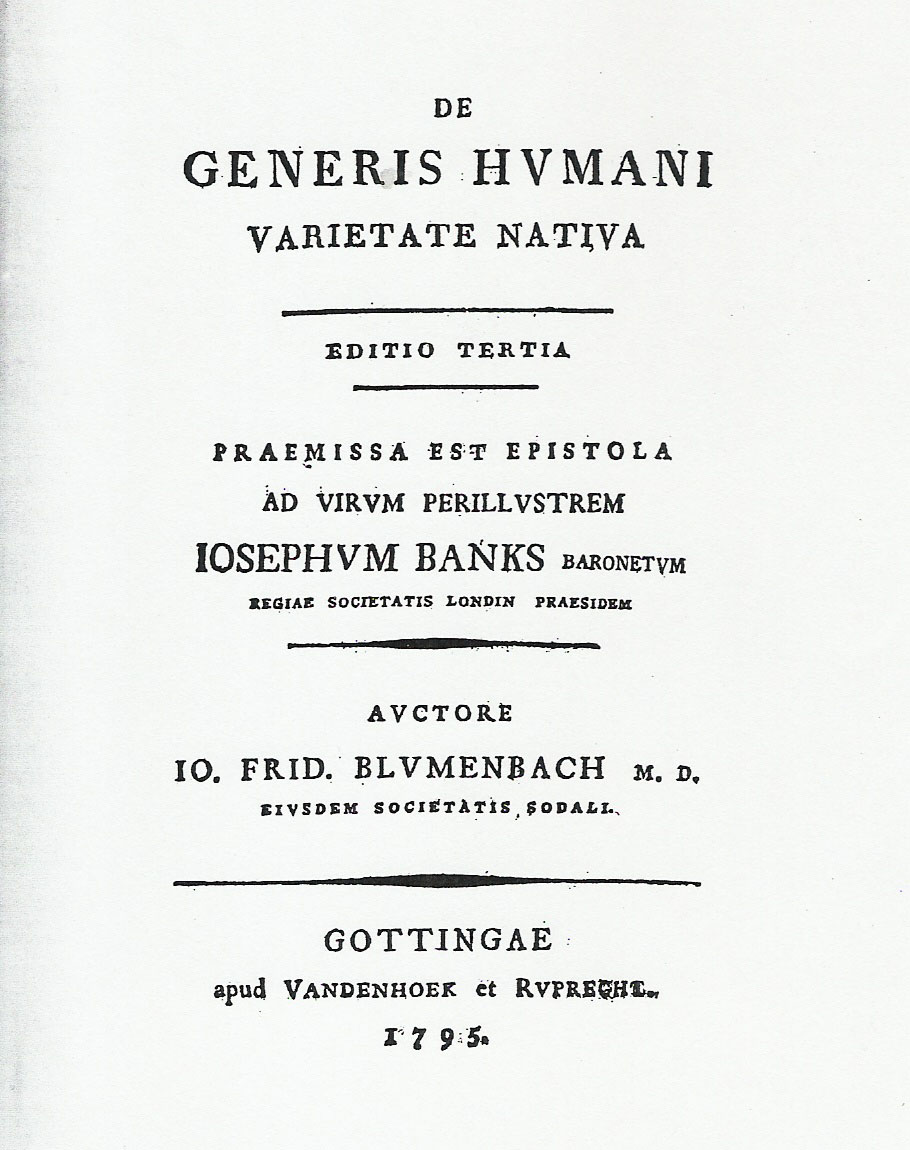 DE
GENERIS HVMANI
VARIETATE NATIVA
EDITIO TERTIA
PRAEMISSA EST EPISTOLA
AD VIRVM PERILLVSTREM
IOSEPHVM BANKS BARONETVM
REGIAE SOCIETATIS LONDIN PRAESIDEM
AVCTORE
IO. FRID. BLVMENBACH M. D.
EIVSDEM SOCIETATIS SODALI.
GOTTINGAE
apud VANDENHOEK et RVPRECHT.
1795.